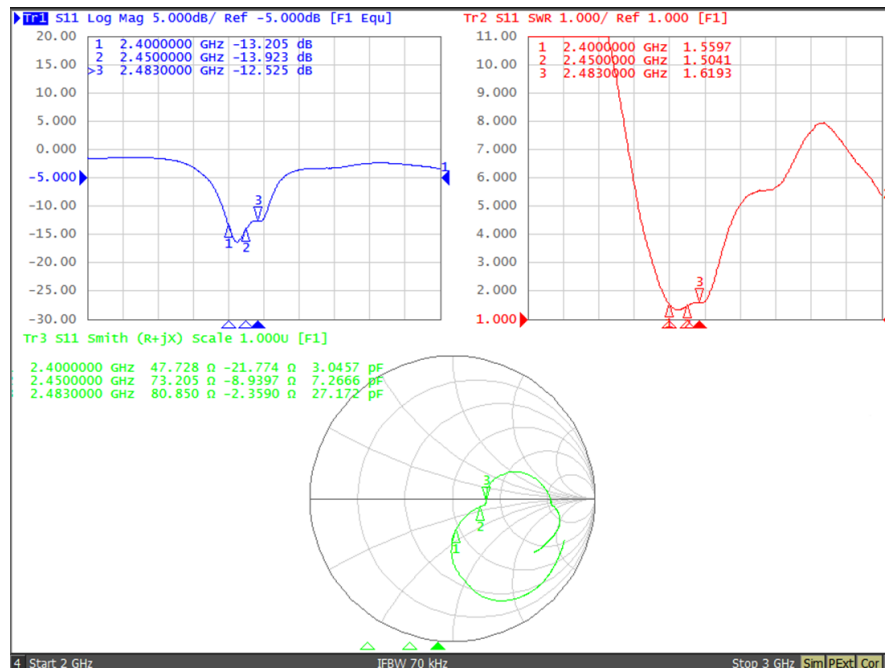 Tr1 S11 Log Mag 5.000dB/ Ref -5.000dB [F1 Equ]
20.00
15.00
10.00
5.000
0.000
-5.000
-10.00
-15.00
-20.00
-25.00
-30.00
1 2.4000000 GHz -13.205 dB
2 2.4500000 GHz -13.923 dB
>3 2.4830000 GHz -12.525 dB
1
3
1
2
Tr2 S11 SWR 1.000/ Ref 1.000 [F1]
11.00
10.00
9.000
8.000
7.000
6.000
5.000
4.000
3.000
2.000
1.000
1 2.4000000 GHz 1.5597
2 2.4500000 GHz 1.5041
3 2.4830000 GHz 1.6193
3
Tr3 S11 Smith (R+jX) Scale 1.000U [F1]
2.4000000 GHz 47.728 Ω -21.774 Ω 3.0457 pF
2.4500000 GHz 73.205 Ω -8.9397 Ω 7.2666 pF
2.4830000 GHz 80.850 Ω -2.3590 Ω 27.172 pF
3
2
1
4 Start 2 GHz IFBW 70 kHz Stop 3 GHz Sim PExt Cor